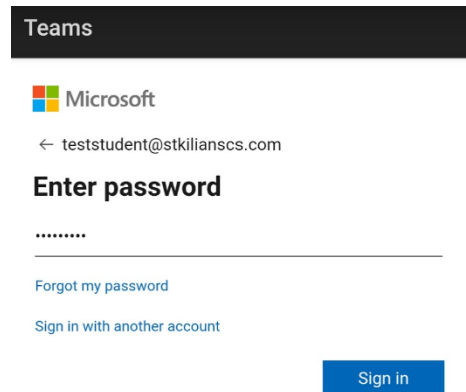 Teams
Microsoft
← teststudent@stkilianscs.com
Enter password
•••••••••
Forgot my password
Sign in with another account
Sign in